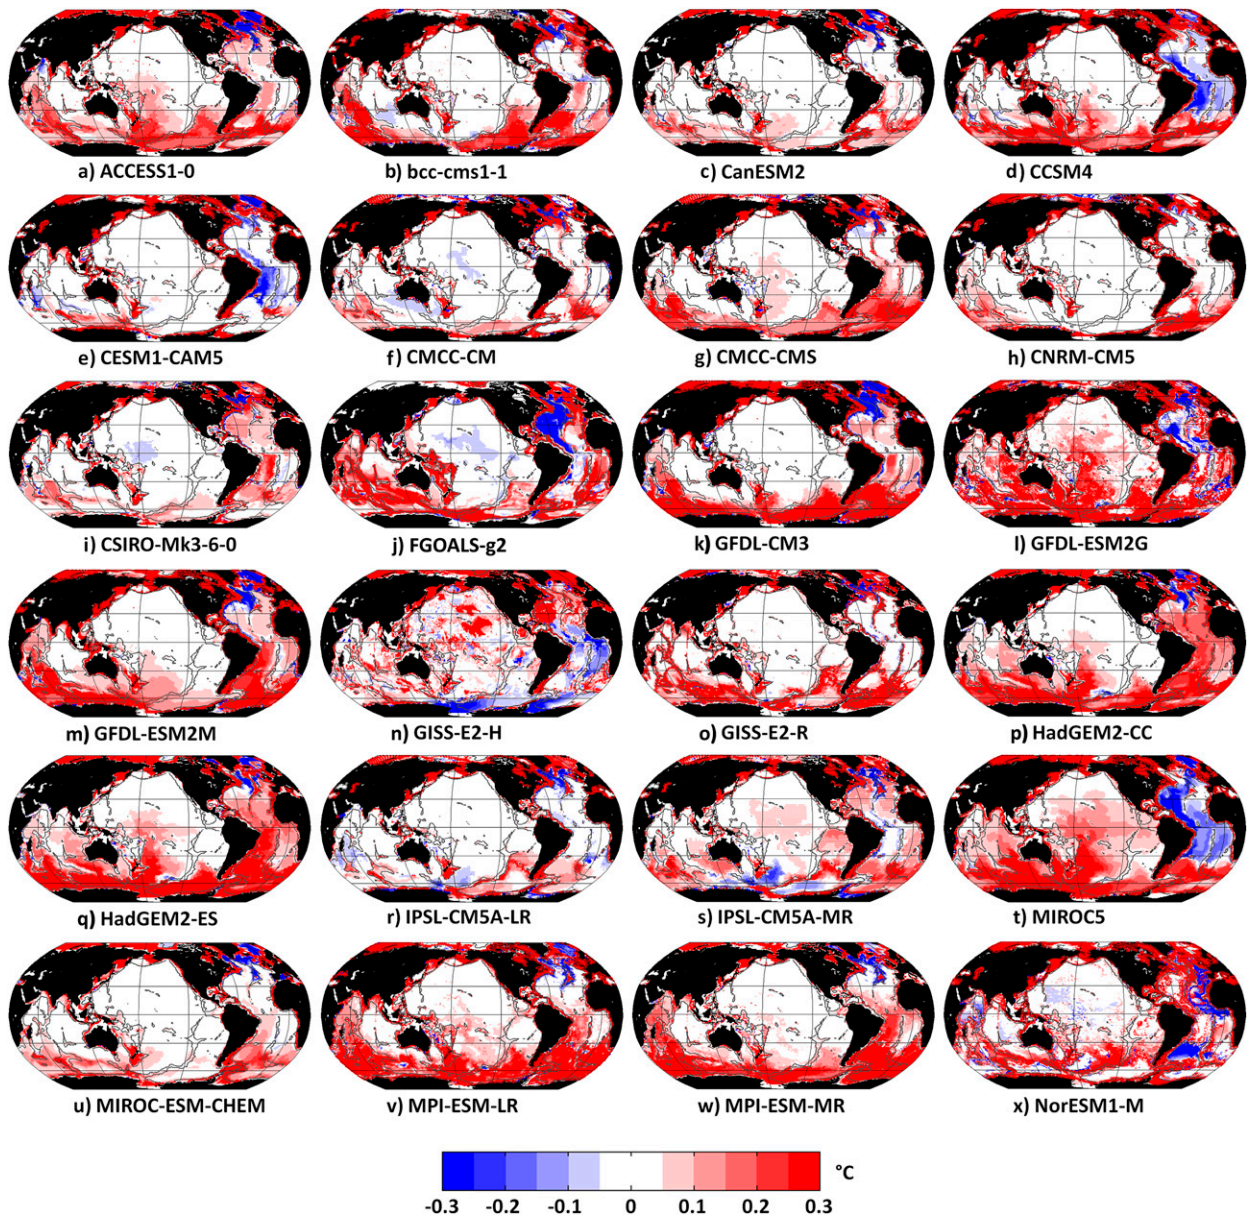 a) ACCESS1-0
b) bcc-cms1-1
c) CanESM2
d) CCSM4
e) CESM1-CAM5
f) CMCC-CM
g) CMCC-CMS
h) CNRM-CM5
i) CSIRO-Mk3-6-0
j) FGOALS-g2
k) GFDL-CM3
l) GFDL-ESM2G
m) GFDL-ESM2M
n) GISS-E2-H
o) GISS-E2-R
p) HadGEM2-CC
q) HadGEM2-ES
r) IPSL-CM5A-LR
s) IPSL-CM5A-MR
t) MIROC5
u) MIROC-ESM-CHEM
v) MPI-ESM-LR
w) MPI-ESM-MR
x) NorESM1-M
°C
-0.3 -0.2 -0.1 0 0.1 0.2 0.3